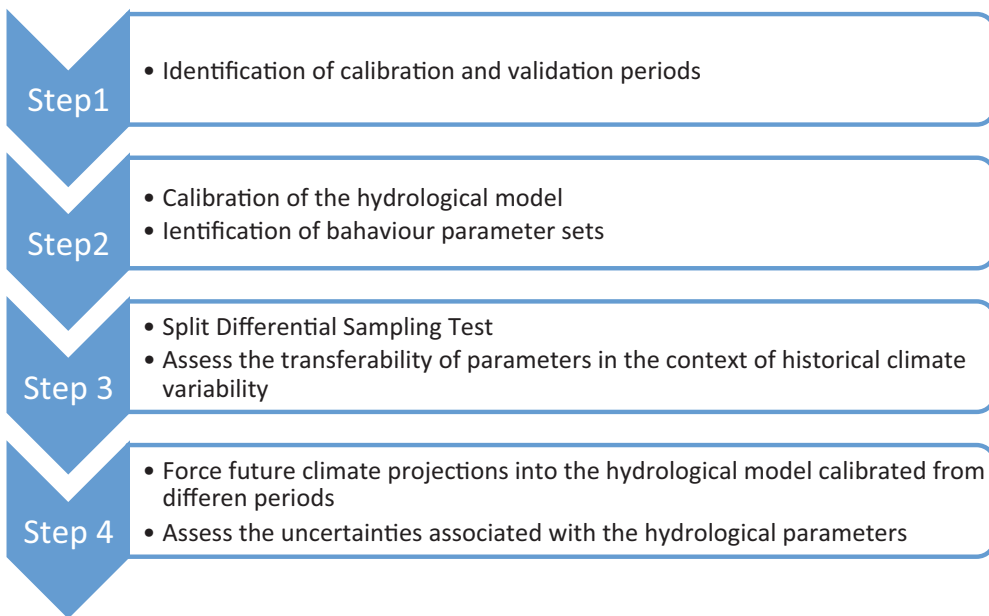 Step1
• Identification of calibration and validation periods
Step2
• Calibration of the hydrological model
• Ientification of bahaviour parameter sets
Step 3
• Split Differential Sampling Test
• Assess the transferability of parameters in the context of historical climate
variability
Step 4
• Force future climate projections into the hydrological model calibrated from
differen periods
• Assess the uncertainties associated with the hydrological parameters